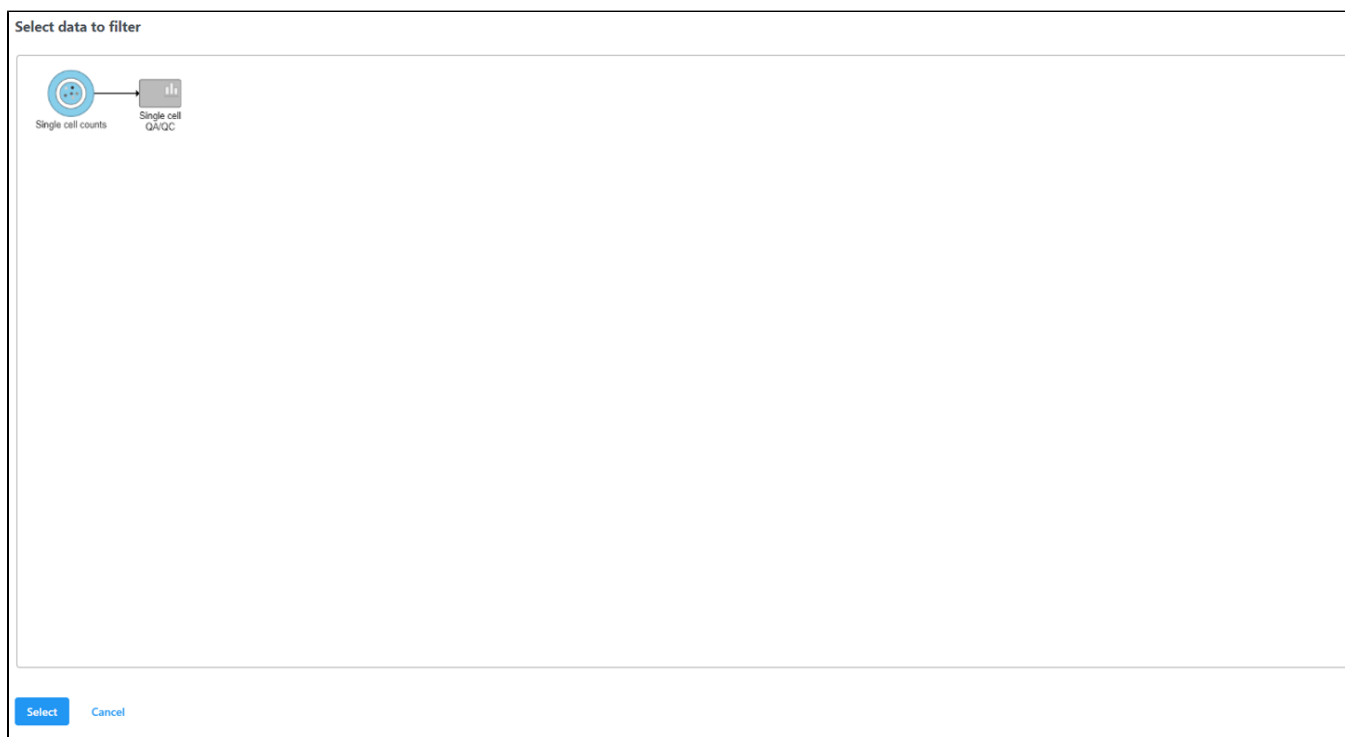 Select data to filter
Single cell counts
Single cell
QA/QC
Select
Cancel